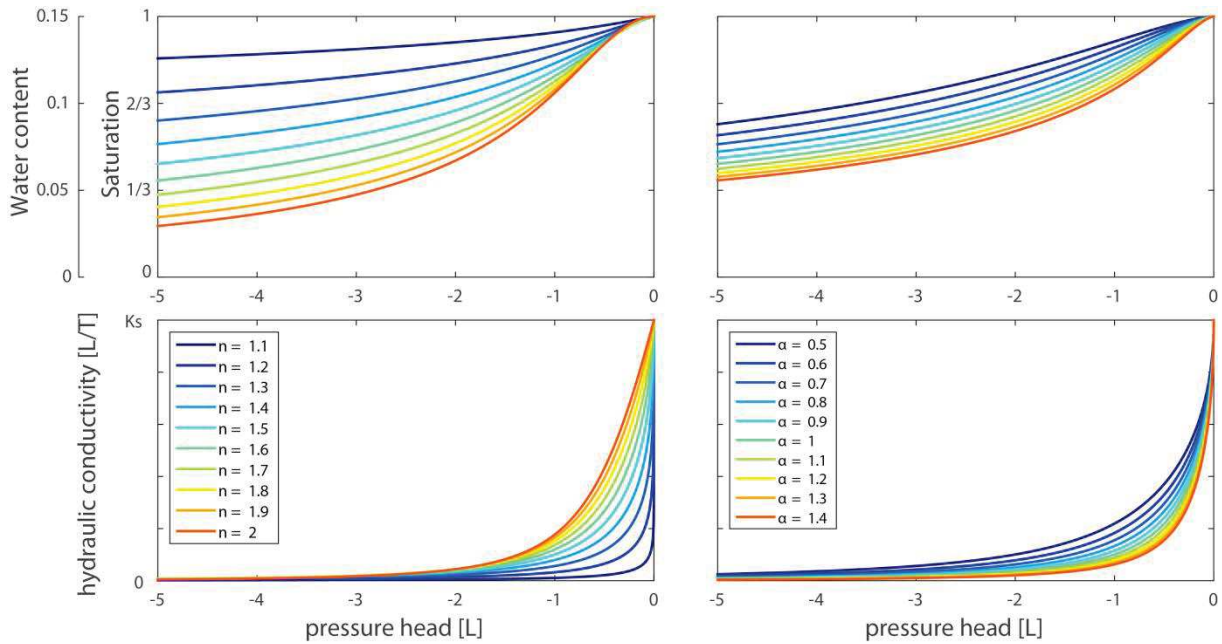 0.15
0.1
0.05
0
Water content
1
2/3
1/3
0
Saturation
-5 -4 -3 -2 -1 0
-5 -4 -3 -2 -1 0
hydraulic conductivity [L/T]
Ks
0
n = 1.1
n = 1.2
n = 1.3
n = 1.4
n = 1.5
n = 1.6
n = 1.7
n = 1.8
n = 1.9
n = 2
-5 -4 -3 -2 -1 0
pressure head [L]
α = 0.5
α = 0.6
α = 0.7
α = 0.8
α = 0.9
α = 1
α = 1.1
α = 1.2
α = 1.3
α = 1.4
-5 -4 -3 -2 -1 0
pressure head [L]